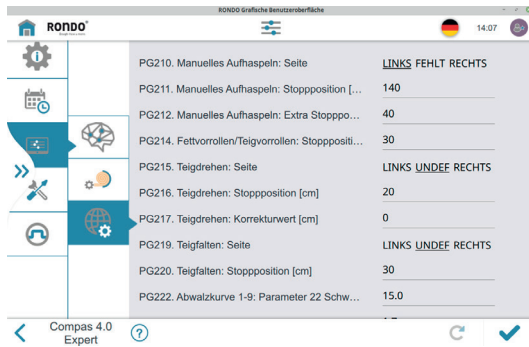 RONDO Grafische Benutzeroberfläche
RONDO®
14:07
PG210. Manuelles Aufhaspeln: Seite LINKS FEHLT RECHTS
PG211. Manuelles Aufhaspeln: Stoppposition [... 140
PG212. Manuelles Aufhaspeln: Extra Stopppo... 40
PG214. Fettvorrollen/Teigvorrollen: Stoppositi... 30
PG215. Teigdrehen: Seite LINKS UNDEF RECHTS
PG216. Teigdrehen: Stoppposition [cm] 20
PG217. Teigdrehen: Korrekturwert [cm] 0
PG219. Teigfalten: Seite LINKS UNDEF RECHTS
PG220. Teigfalten: Stoppposition [cm] 30
PG222. Abwalzkurve 1-9: Parameter 22 Schw... 15.0
Compas 4.0
Expert
?